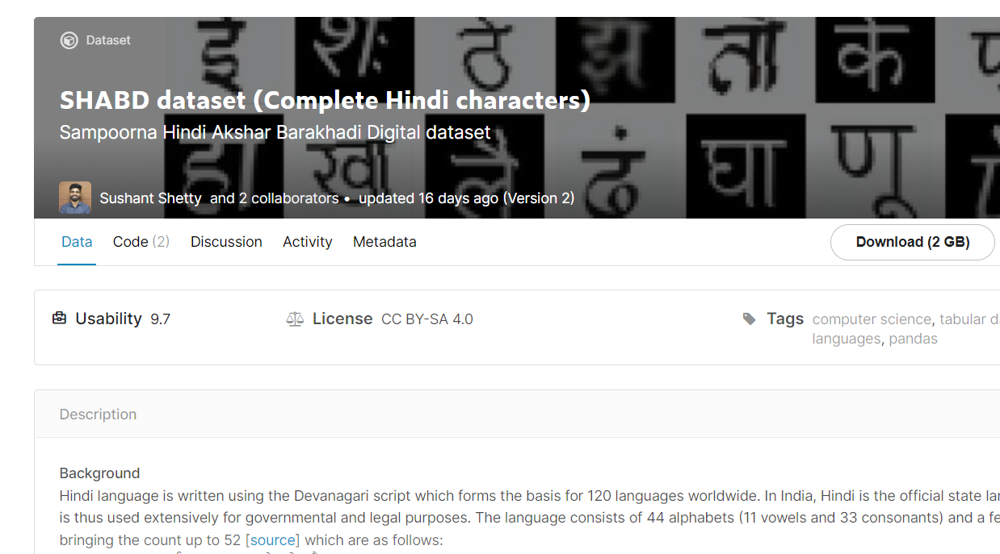 इ शः ठे झ तौ के
Dataset
SHABD dataset (Complete Hindi characters)
Sampoorna Hindi Akshar Barakhadi Digital dataset
हा खा लै ढं घा णू
Sushant Shetty and 2 collaborators • updated 16 days ago (Version 2)
Data Code (2) Discussion Activity Metadata
Download (2 GB)
Usability 9.7 License CC BY-SA 4.0 Tags computer science, tabular d
languages, pandas
Description
Background
Hindi language is written using the Devanagari script which forms the basis for 120 languages worldwide. In India, Hindi is the official state lan
is thus used extensively for governmental and legal purposes. The language consists of 44 alphabets (11 vowels and 33 consonants) and a fe
bringing the count up to 52 [source] which are as follows: